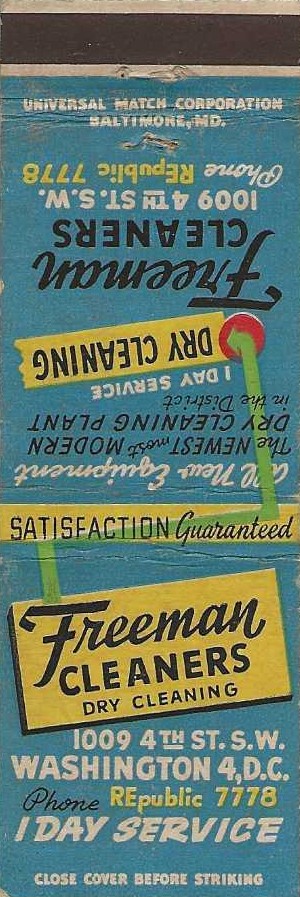 UNIVERSAL MATCH CORPORATION
BALTIMORE, MD.
All New Equipment
The NEWEST most MODERN
DRY CLEANING PLANT
in the District
1 DAY SERVICE
DRY CLEANING
Freeman
CLEANERS
1009 4TH ST. S.W.
Phone REpublic 7778
SATISFACTION Guaranteed
Freeman
CLEANERS
DRY CLEANING
1009 4TH ST. S.W.
WASHINGTON 4, D.C.
Phone REpublic 7778
1 DAY SERVICE
CLOSE COVER BEFORE STRIKING